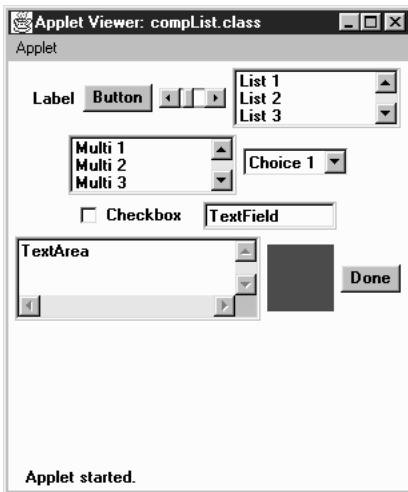 Applet Viewer: compList.class
Applet
Label Button
List 1
List 2
List 3
Multi 1
Multi 2
Multi 3
Choice 1
Checkbox TextField
TextArea
Done
Applet started.